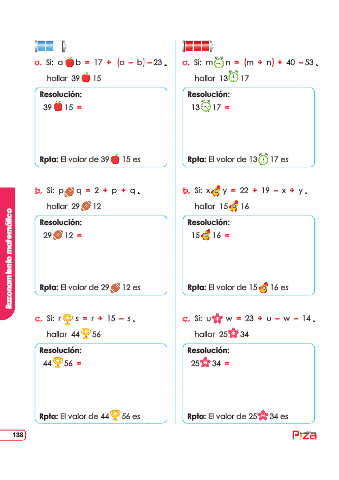 a. Si: a b = 17 + (a – b) – 23 .
hallar 39 15
Resolución:
39 15 =
Rpta: El valor de 39 15 es
b. Si: p q = 2 + p + q .
hallar 29 12
Resolución:
29 12 =
Rpta: El valor de 29 12 es
c. Si: r s = r + 15 – s .
hallar 44 56
Resolución:
44 56 =
Rpta: El valor de 44 56 es
a. Si: m n = (m + n) + 40 – 53 .
hallar 13 17
Resolución:
13 17 =
Rpta: El valor de 13 17 es
b. Si: x y = 22 + 19 – x + y .
hallar 15 16
Resolución:
15 16 =
Rpta: El valor de 15 16 es
c. Si: u w = 23 + u – w – 14 .
hallar 25 34
Resolución:
25 34 =
Rpta: El valor de 25 34 es
Razonamiento matemático
138